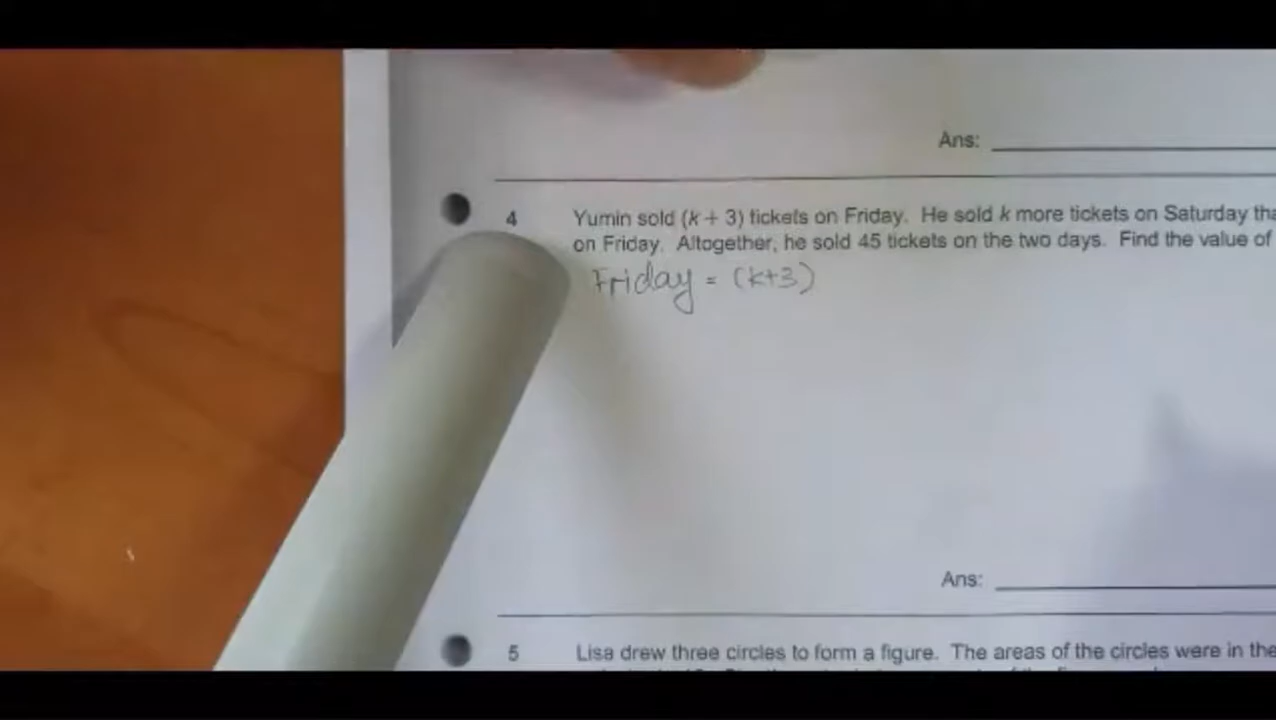 Ans:
4 Yumin sold (k + 3) tickets on Friday. He sold k more tickets on Saturday
on Friday. Altogether, he sold 45 tickets on the two days. Find the value of
Friday = (k+3)
Ans:
5 Lisa drew three circles to form a figure. The areas of the circles were in the